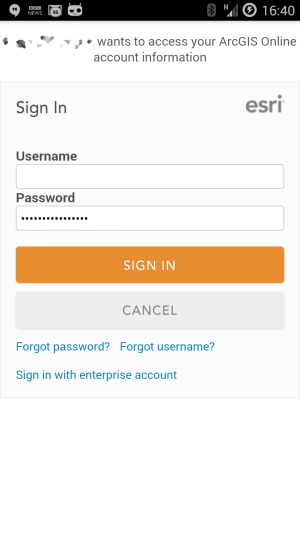 BBC
NEWS
16:40
wants to access your ArcGIS Online
account information
Sign In
esri
Username
Password
••••••••••••••••
SIGN IN
CANCEL
Forgot password? Forgot username?
Sign in with enterprise account